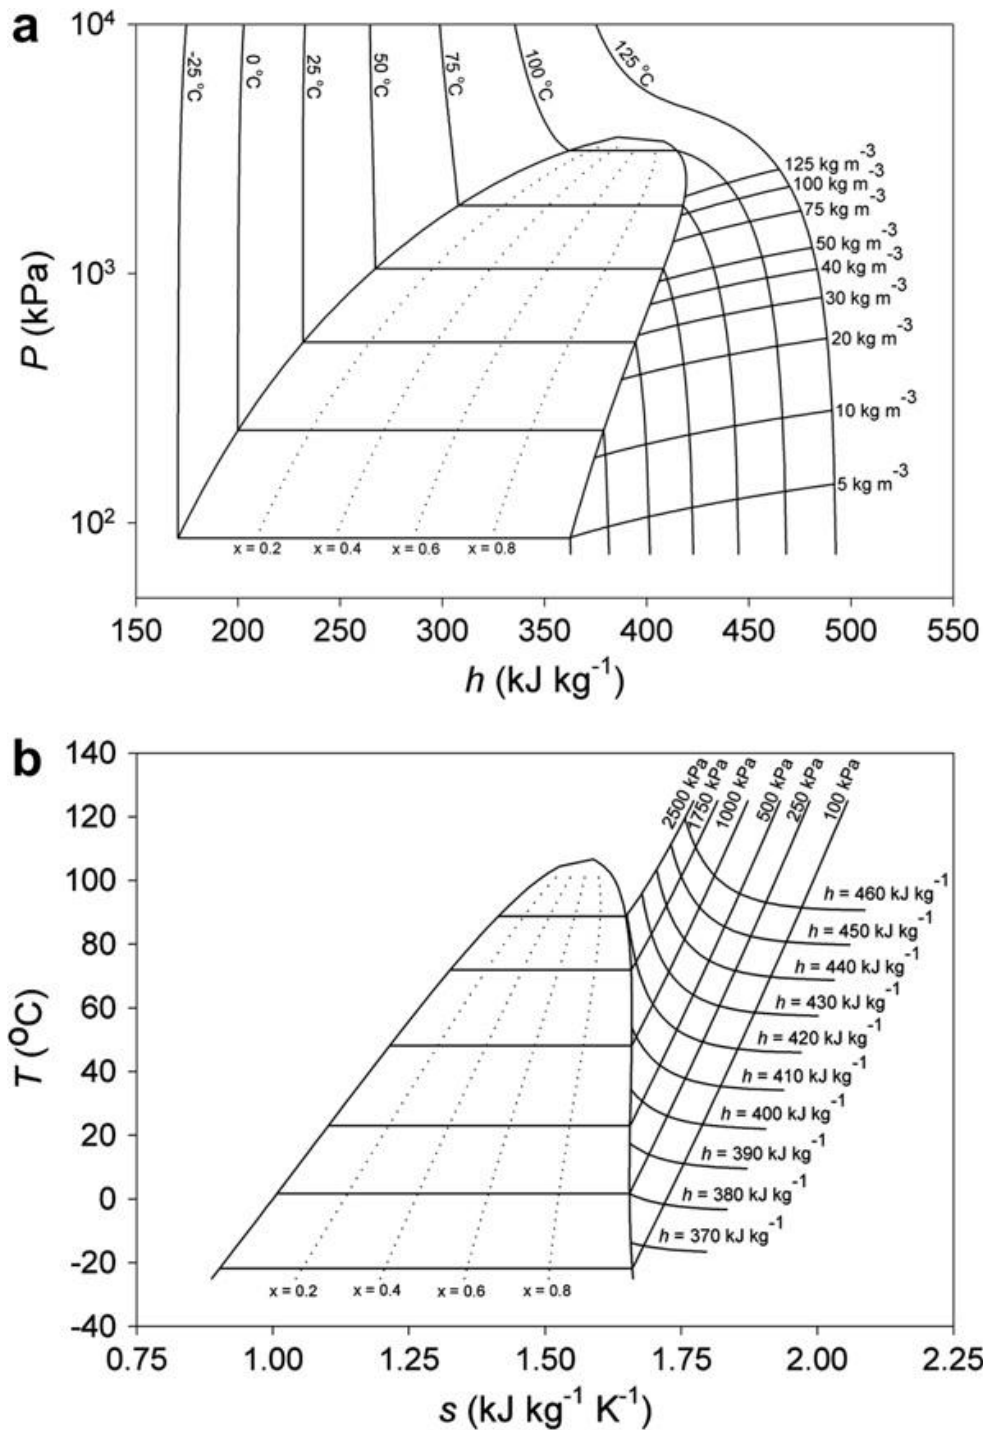 a
10⁴
10³
10²
P (kPa)
-25 °C
0 °C
25 °C
50 °C
75 °C
100 °C
125 °C
125 kg m⁻³
100 kg m⁻³
75 kg m⁻³
50 kg m⁻³
40 kg m⁻³
30 kg m⁻³
20 kg m⁻³
10 kg m⁻³
5 kg m⁻³
x = 0.2 x = 0.4 x = 0.6 x = 0.8
150 200 250 300 350 400 450 500 550
h (kJ kg⁻¹)
b
140
120
100
80
60
40
20
0
-20
-40
T (°C)
2500 kPa
1750 kPa
1000 kPa
500 kPa
250 kPa
100 kPa
h = 460 kJ kg⁻¹
h = 450 kJ kg⁻¹
h = 440 kJ kg⁻¹
h = 430 kJ kg⁻¹
h = 420 kJ kg⁻¹
h = 410 kJ kg⁻¹
h = 400 kJ kg⁻¹
h = 390 kJ kg⁻¹
h = 380 kJ kg⁻¹
h = 370 kJ kg⁻¹
x = 0.2 x = 0.4 x = 0.6 x = 0.8
0.75 1.00 1.25 1.50 1.75 2.00 2.25
s (kJ kg⁻¹ K⁻¹)